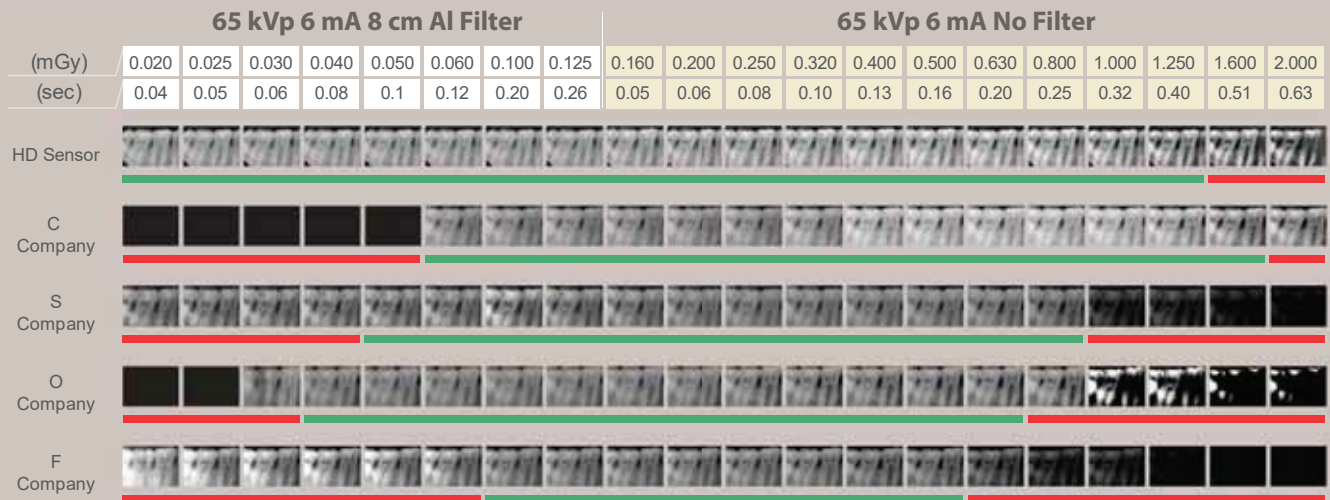 65 kVp 6 mA 8 cm Al Filter 65 kVp 6 mA No Filter
(mGy) 0.020 0.025 0.030 0.040 0.050 0.060 0.100 0.125 0.160 0.200 0.250 0.320 0.400 0.500 0.630 0.800 1.000 1.250 1.600 2.000
(sec) 0.04 0.05 0.06 0.08 0.1 0.12 0.20 0.26 0.05 0.06 0.08 0.10 0.13 0.16 0.20 0.25 0.32 0.40 0.51 0.63
HD Sensor
C
Company
S
Company
O
Company
F
Company